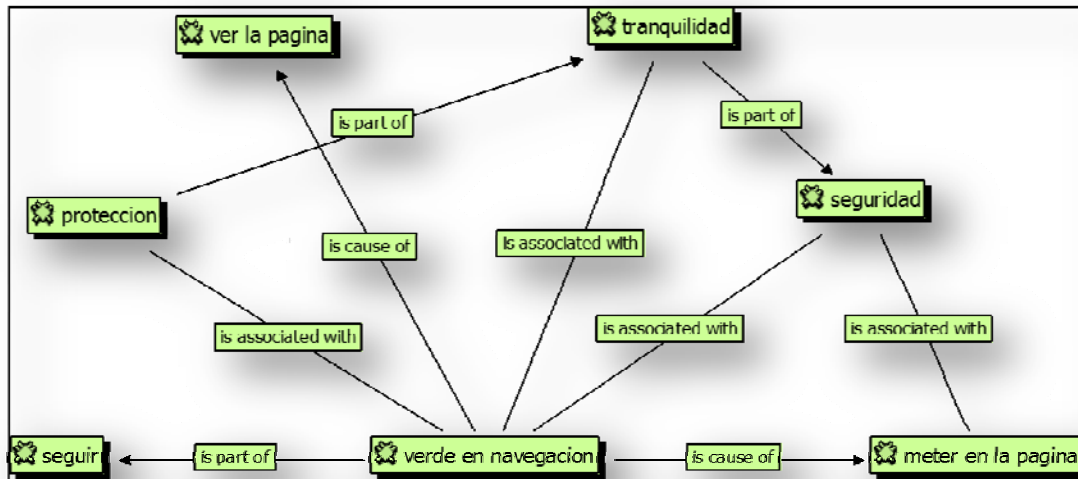 tranquilidad
ver la pagina
is part of
is part of
seguridad
proteccion
is cause of
is associated with
is associated with
is associated with
is associated with
seguir
is part of
verde en navegacion
is cause of
meter en la pagina